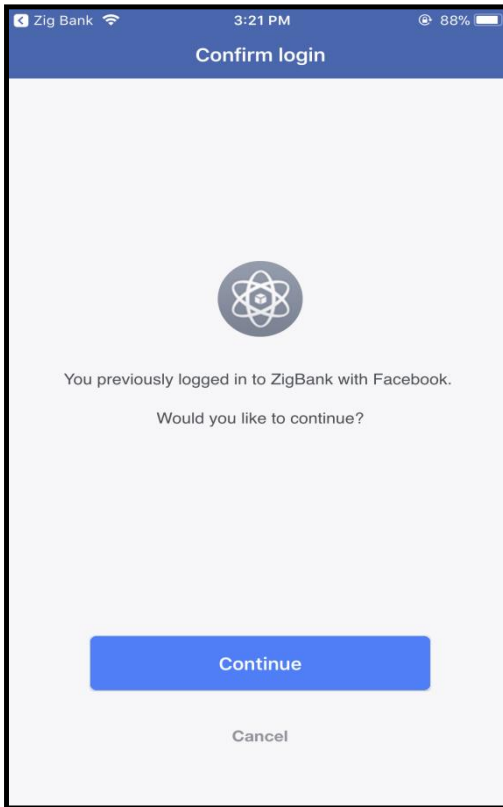 Zig Bank 3:21 PM 88%
Confirm login
You previously logged in to ZigBank with Facebook.
Would you like to continue?
Continue
Cancel